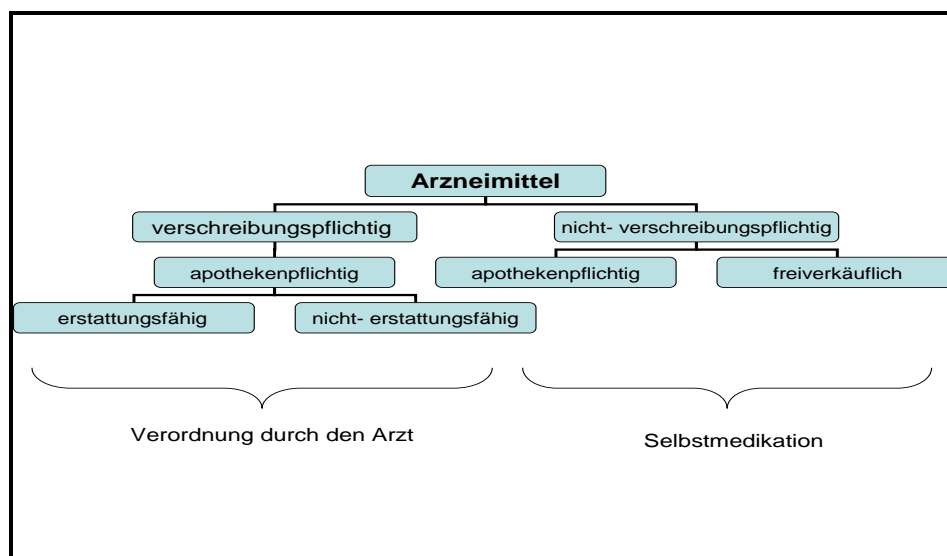 Arzneimittel
verschreibungspflichtig
nicht- verschreibungspflichtig
apothekenpflichtig
apothekenpflichtig
freiverkäuflich
erstattungsfähig
nicht- erstattungsfähig
Verordnung durch den Arzt
Selbstmedikation